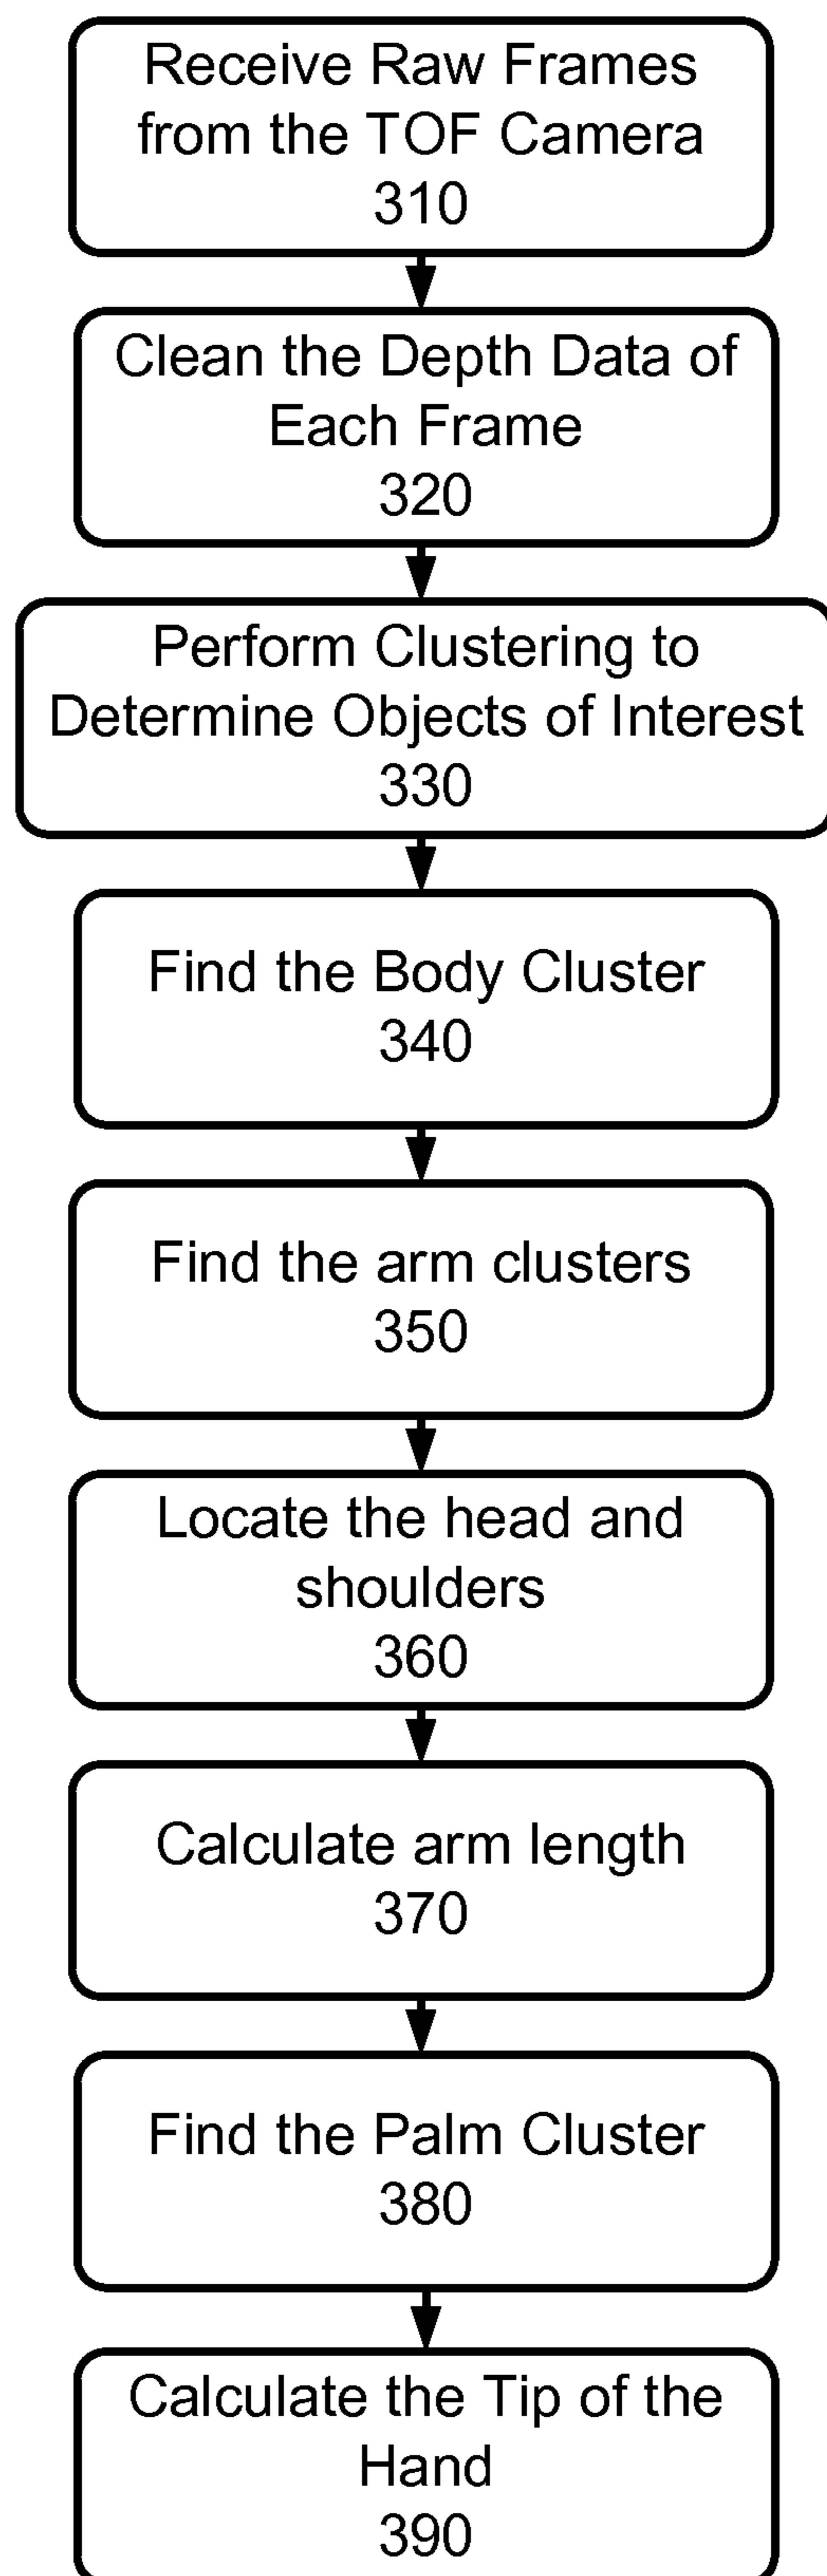 Receive Raw Frames
from the TOF Camera
310
Clean the Depth Data of
Each Frame
320
Perform Clustering to
Determine Objects of Interest
330
Find the Body Cluster
340
Find the arm clusters
350
Locate the head and
shoulders
360
Calculate arm length
370
Find the Palm Cluster
380
Calculate the Tip of the
Hand
390